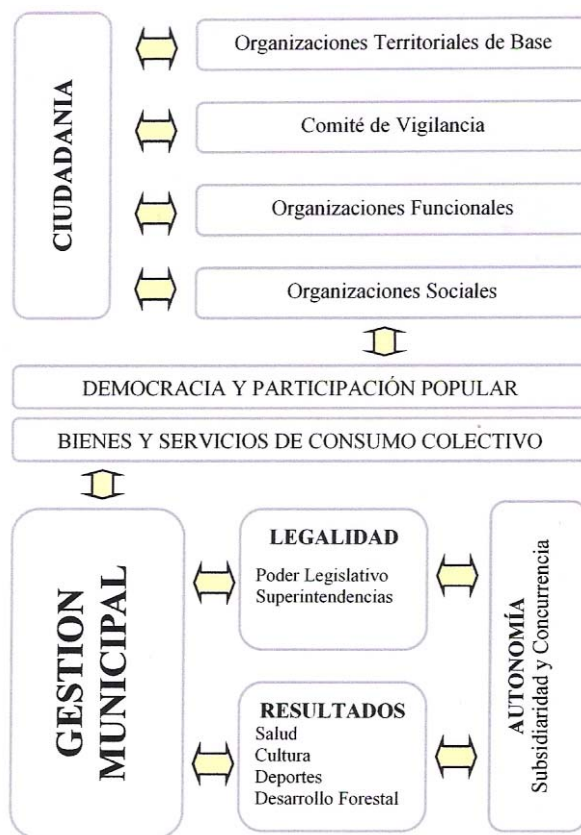 CIUDADANIA
Organizaciones Territoriales de Base
Comité de Vigilancia
Organizaciones Funcionales
Organizaciones Sociales
DEMOCRACIA Y PARTICIPACIÓN POPULAR
BIENES Y SERVICIOS DE CONSUMO COLECTIVO
GESTION
MUNICIPAL
LEGALIDAD
Poder Legislativo
Superintendencias
RESULTADOS
Salud
Cultura
Deportes
Desarrollo Forestal
AUTONOMÍA
Subsidiaridad y Concurrencia